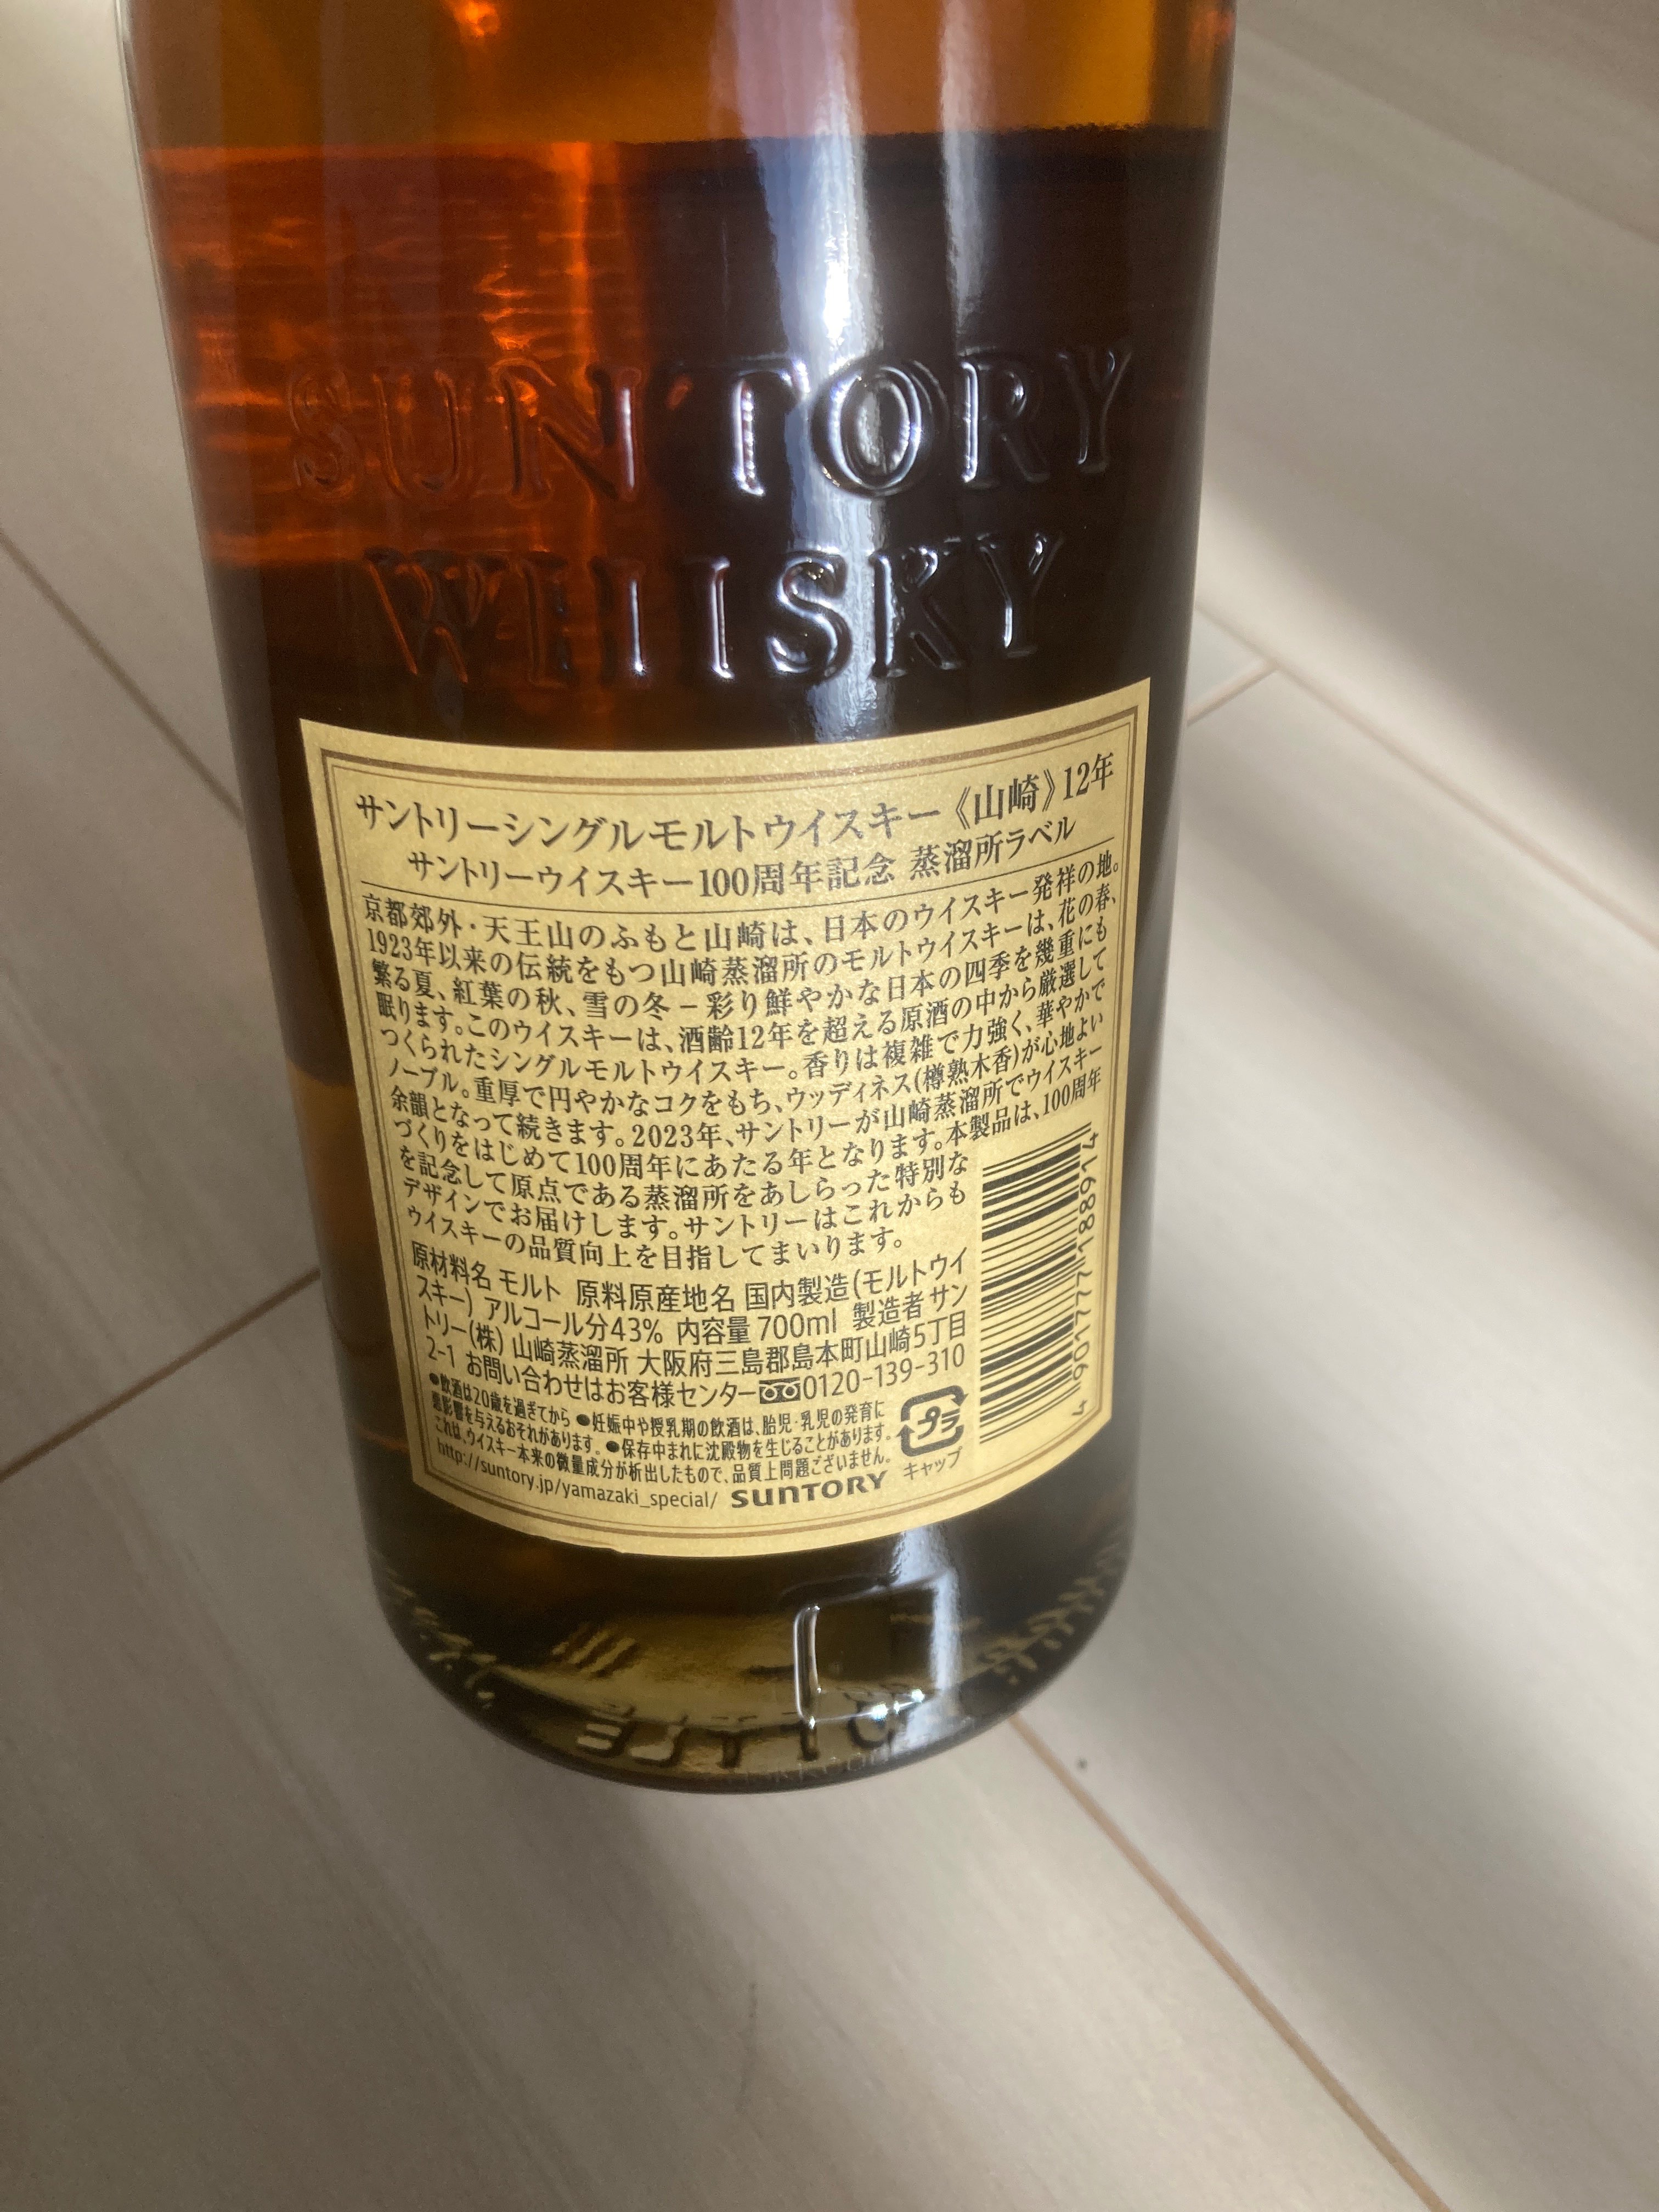 SUNTORY
WHISKY
サントリーシングルモルトウイスキー《山崎》12年
サントリーウイスキー100周年記念 蒸溜所ラベル
京都郊外・天王山のふもと山崎は、日本のウイスキー発祥の地。
1923年以来の伝統をもつ山崎蒸溜所のモルトウイスキーは、花の春、
繁る夏、紅葉の秋、雪の冬－彩り鮮やかな日本の四季を幾重にも
眠ります。このウイスキーは、酒齢12年を超える原酒の中から厳選して
つくられたシングルモルトウイスキー。香りは複雑で力強く、華やかで
ノーブル。重厚で円やかなコクをもち、ウッディネス(樽熟木香)が心地よい
余韻となって続きます。2023年、サントリーが山崎蒸溜所でウイスキー
づくりをはじめて100周年にあたる年となります。本製品は、100周年
を記念して原点である蒸溜所をあしらった特別な
デザインでお届けします。サントリーはこれからも
ウイスキーの品質向上を目指してまいります。
原材料名 モルト 原料原産地名 国内製造(モルトウイ
スキー) アルコール分43% 内容量700ml 製造者 サン
トリー(株) 山崎蒸溜所 大阪府三島郡島本町山崎5丁目
2-1 お問い合わせはお客様センター0120-139-310
●飲酒は20歳を過ぎてから ●妊娠中や授乳期の飲酒は、胎児・乳児の発育に
悪影響を与えるおそれがあります。●保存中まれに沈殿物を生じることがあります。
これは、ウイスキー本来の微量成分が析出したもので、品質上問題ございません。
http://suntory.jp/yamazaki_special/ SUNTORY
プラ
キャップ
4 901777 188914